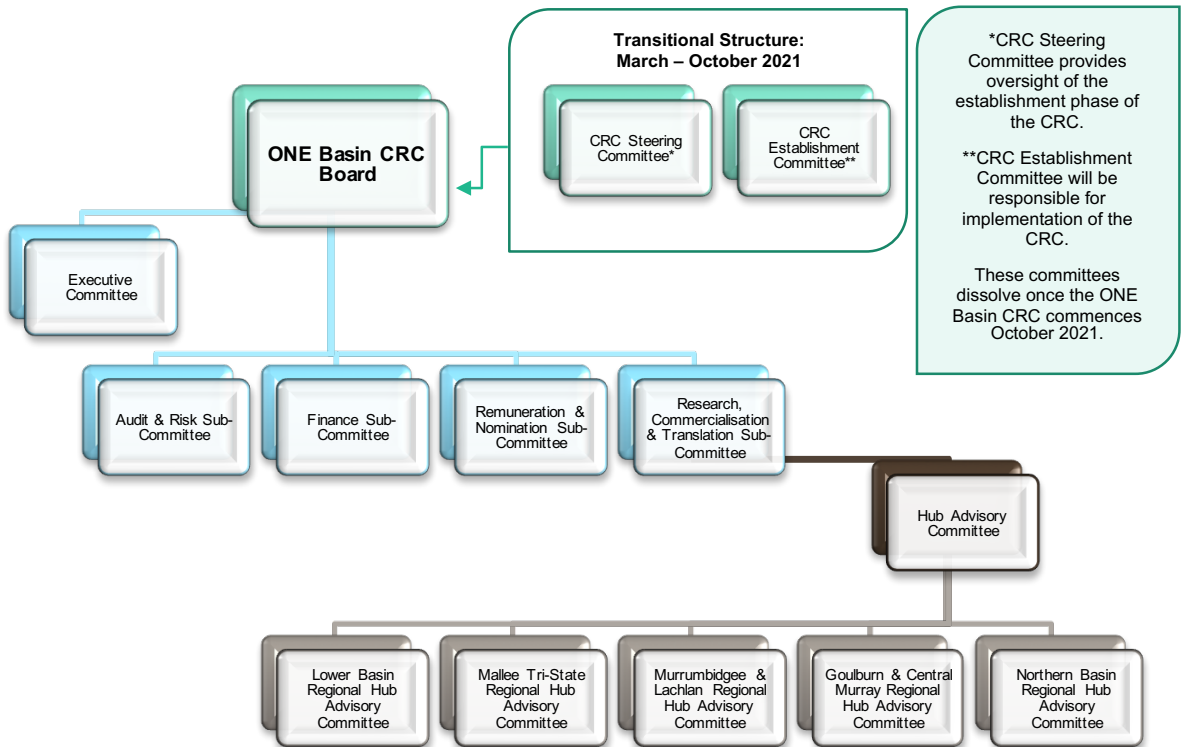 Transitional Structure:
March – October 2021
CRC Steering
Committee*
CRC
Establishment
Committee**
*CRC Steering
Committee provides
oversight of the
establishment phase of
the CRC.
**CRC Establishment
Committee will be
responsible for
implementation of the
CRC.
These committees
dissolve once the ONE
Basin CRC commences
October 2021.
ONE Basin CRC
Board
Executive
Committee
Audit & Risk Sub-
Committee
Finance Sub-
Committee
Remuneration &
Nomination Sub-
Committee
Research,
Commercialisation
& Translation Sub-
Committee
Hub Advisory
Committee
Lower Basin
Regional Hub
Advisory
Committee
Mallee Tri-State
Regional Hub
Advisory
Committee
Murrumbidgee &
Lachlan Regional
Hub Advisory
Committee
Goulburn & Central
Murray Regional
Hub Advisory
Committee
Northern Basin
Regional Hub
Advisory
Committee